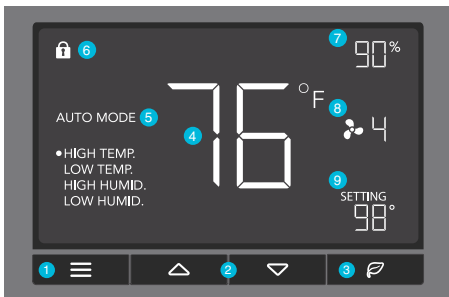 6
7
90%
AUTO MODE 5
4
76°F
8
4
•HIGH TEMP.
LOW TEMP.
HIGH HUMID.
LOW HUMID.
9
SETTING
98°
1
2
3